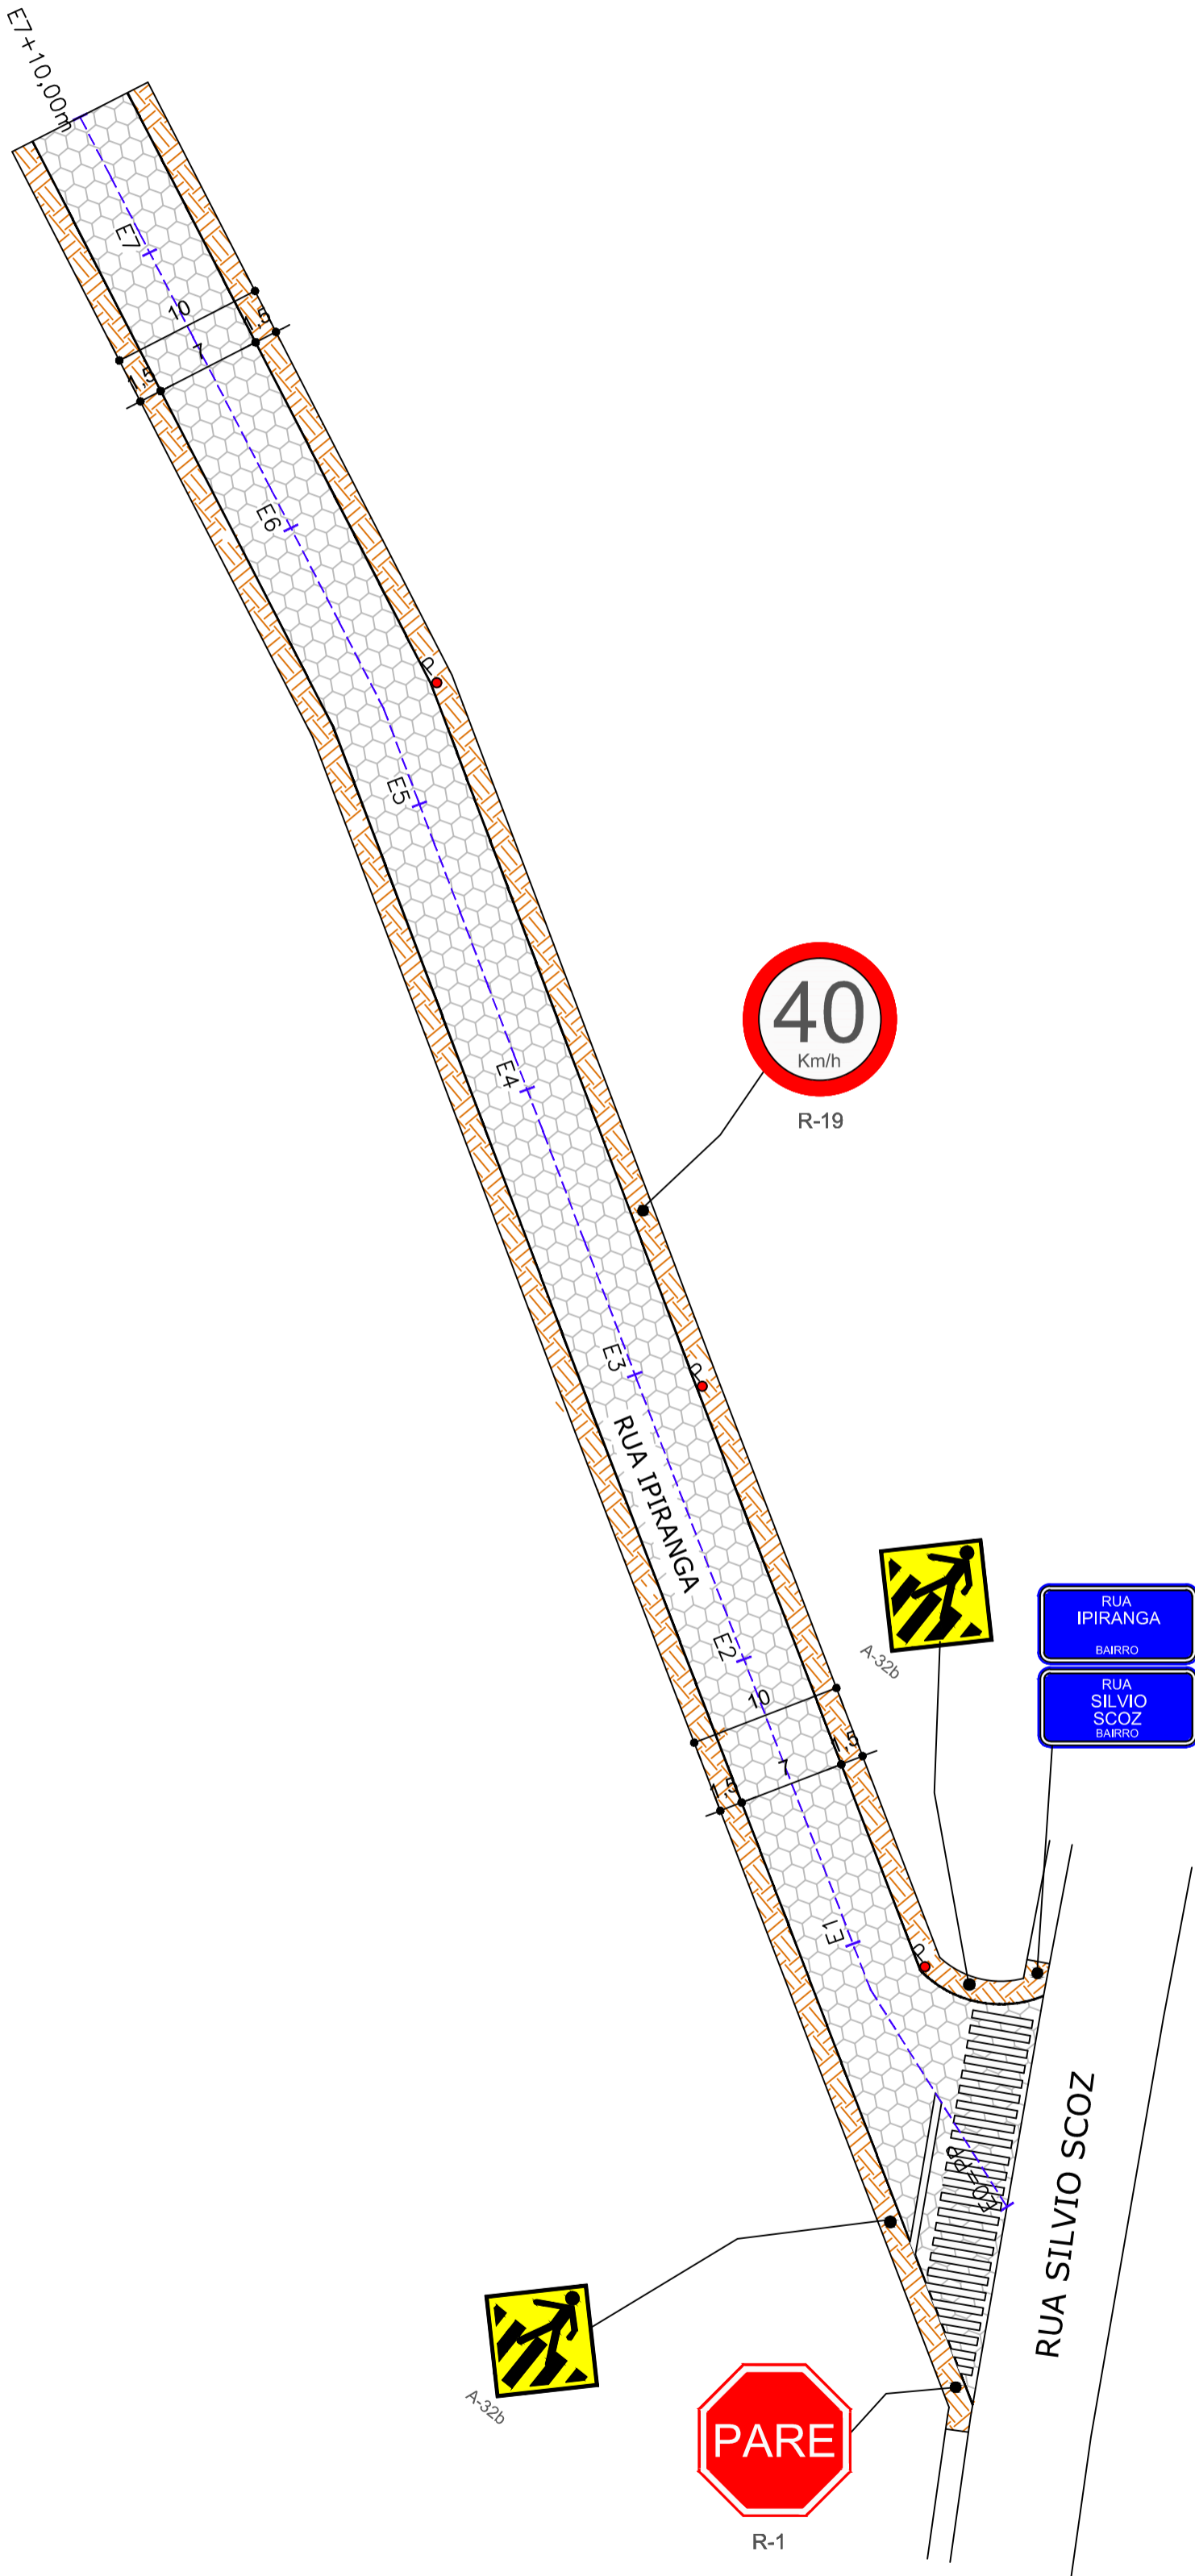 E7+10,00m
E7
10
1,5
7
1,5
E6
E5
40
Km/h
R-19
E4
E3
RUA IPIRANGA
A-32b
RUA
IPIRANGA
BAIRRO
RUA
SILVIO
SCOZ
BAIRRO
E2
10
1,5
7
1,5
E1
E0=PP
RUA SILVIO SCOZ
A-32b
PARE
R-1